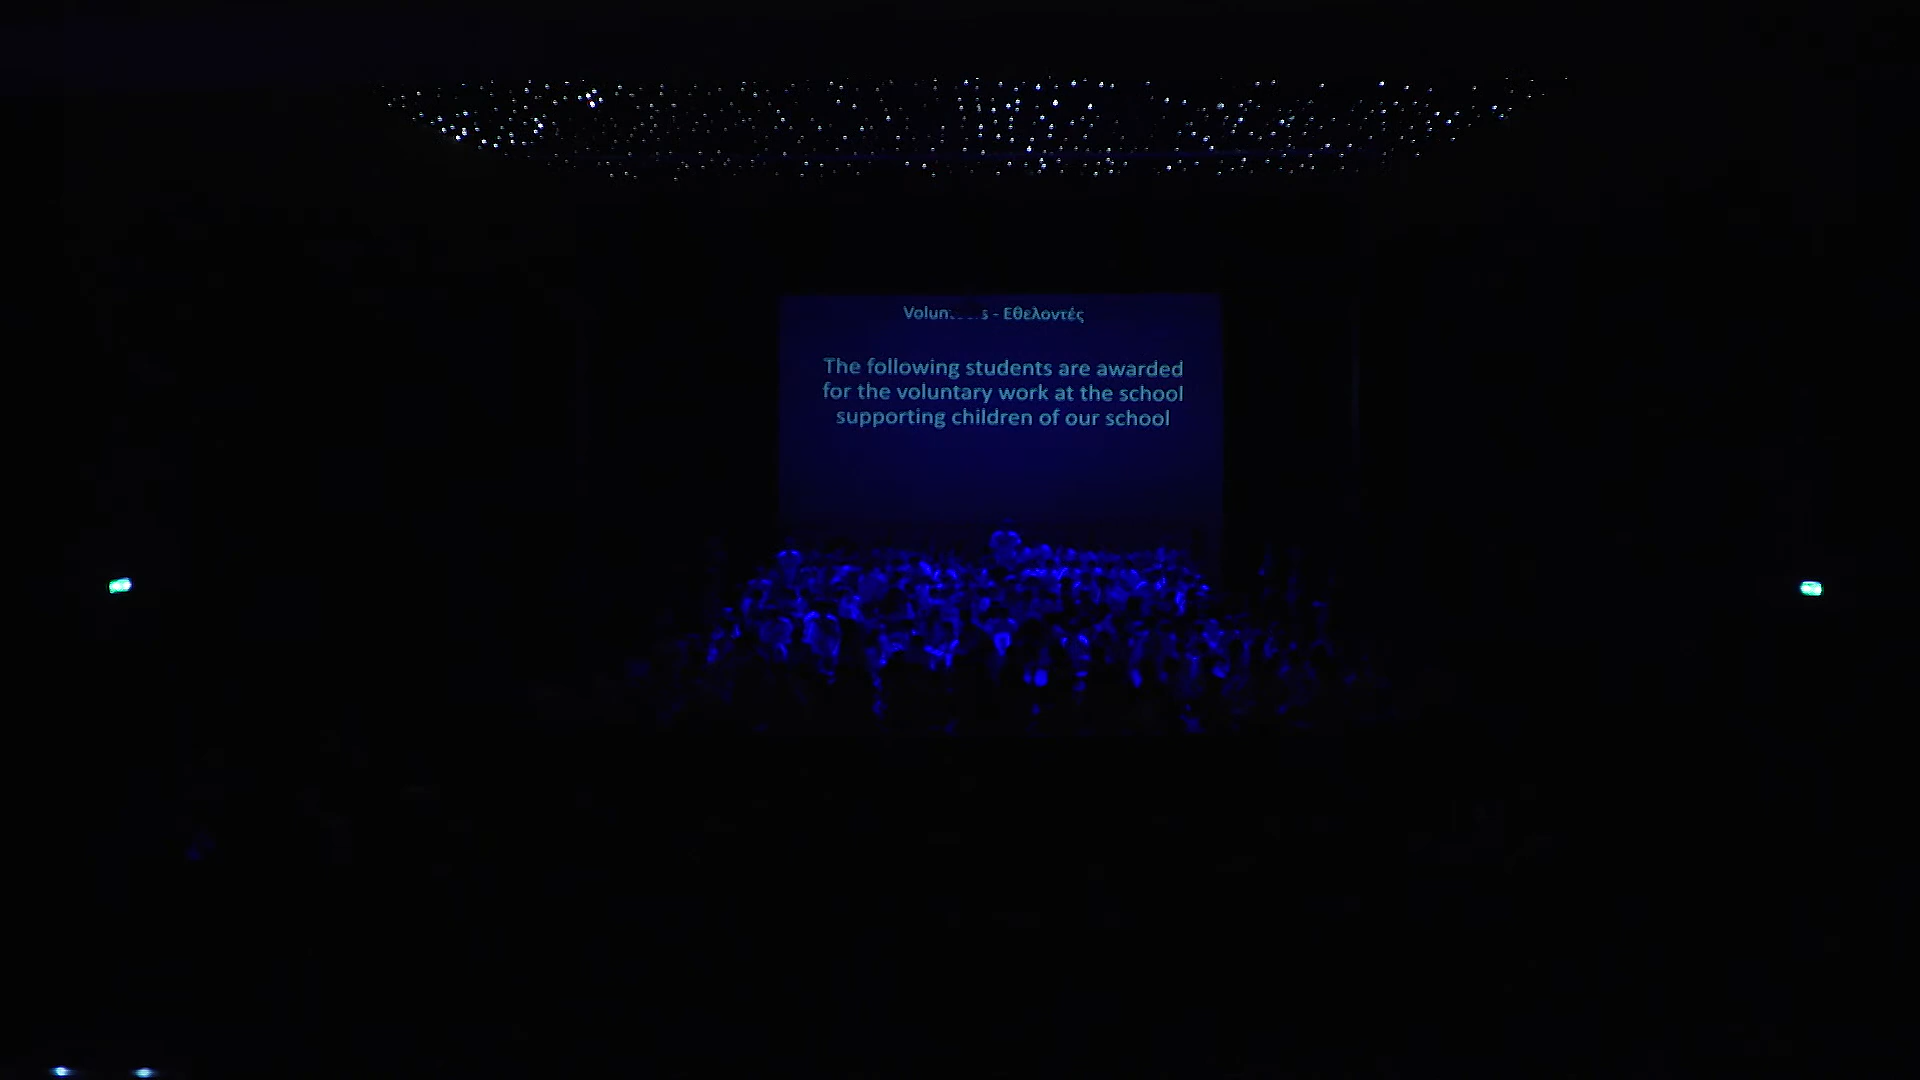 - Εθελοντές
The following students are awarded
for the voluntary work at the school
supporting children of our school